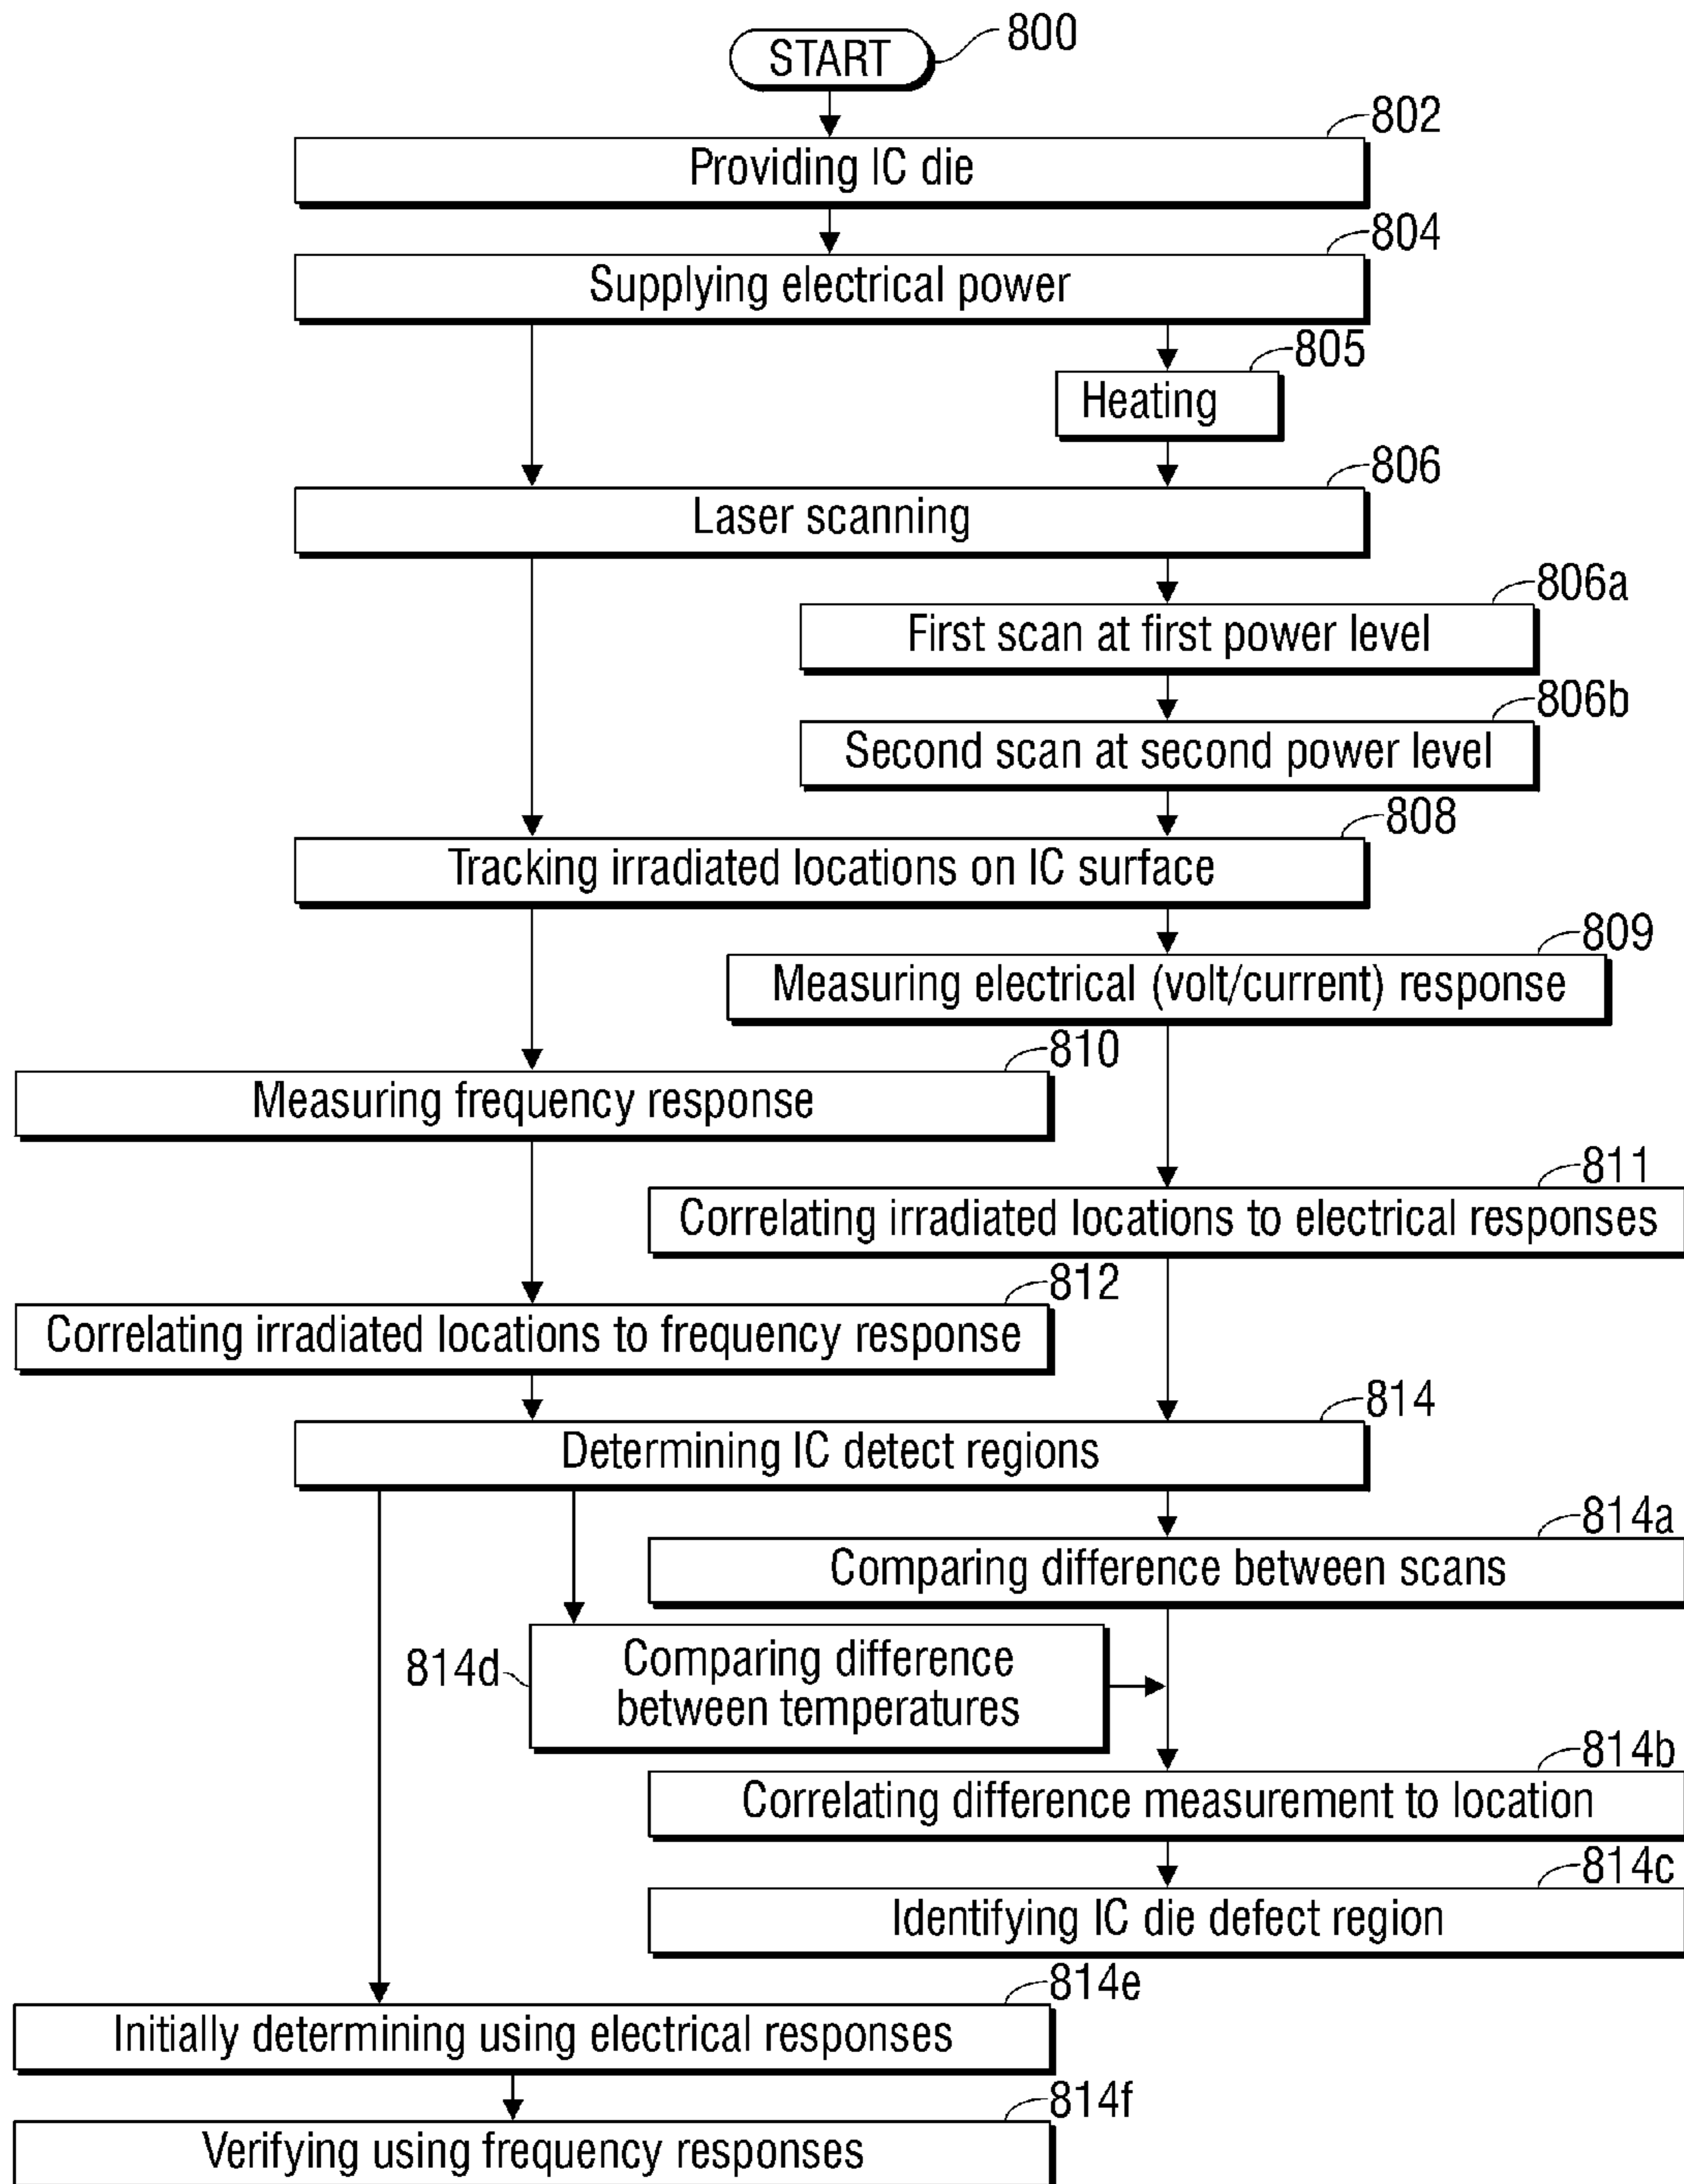 START
800
802
Providing IC die
804
Supplying electrical power
805
Heating
806
Laser scanning
806a
First scan at first power level
806b
Second scan at second power level
808
Tracking irradiated locations on IC surface
809
Measuring electrical (volt/current) response
810
Measuring frequency response
811
Correlating irradiated locations to electrical responses
812
Correlating irradiated locations to frequency response
814
Determining IC detect regions
814a
Comparing difference between scans
814d
Comparing difference
between temperatures
814b
Correlating difference measurement to location
814c
Identifying IC die defect region
814e
Initially determining using electrical responses
814f
Verifying using frequency responses